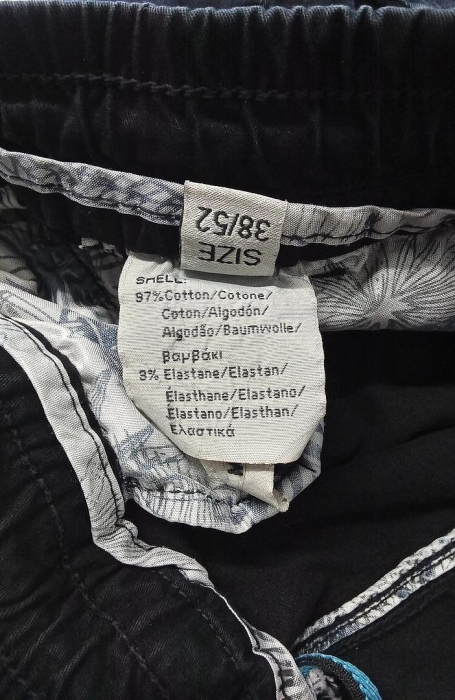 SIZE
38/52
SHELL:
97%Cotton/Cotone/
Coton/Algodón/
Algodão/Baumwolle/
Βαμβάκι
3% Elastane/Elastan/
Élasthane/Elastano/
Élastano/Elasthan/
Ελαστικά